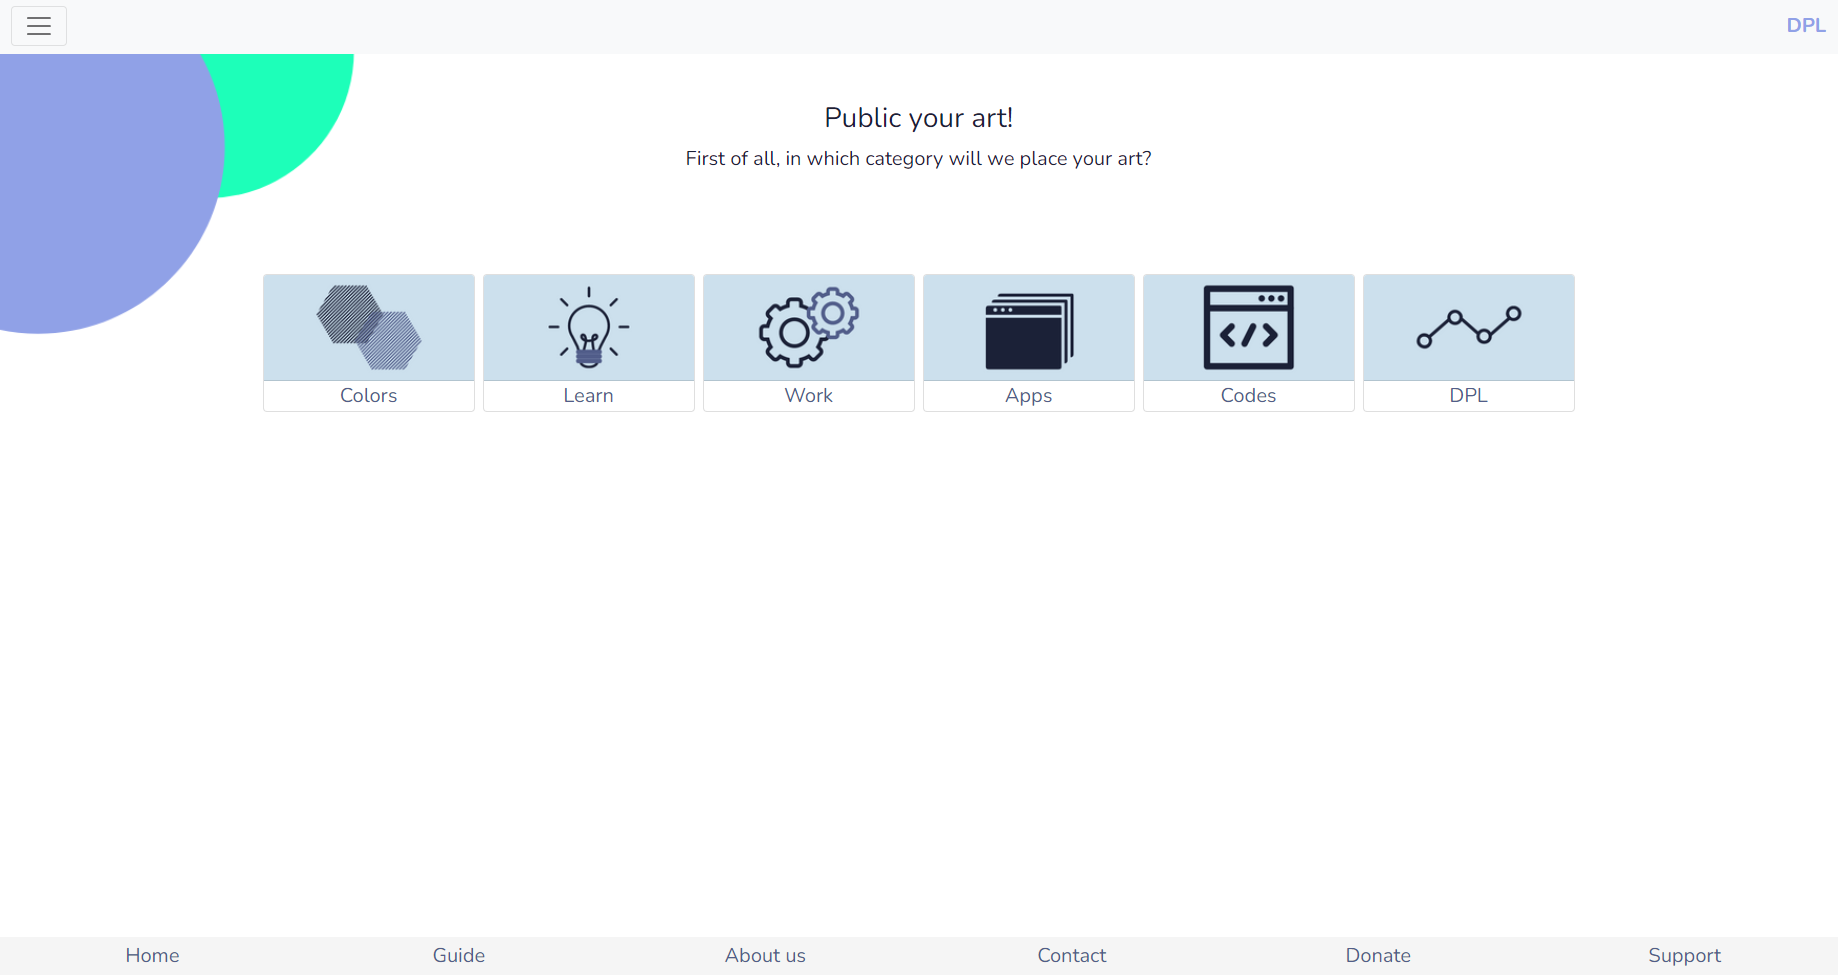 DPL
Public your art!
First of all, in which category will we place your art?
Colors
Learn
Work
Apps
Codes
DPL
Home
Guide
About us
Contact
Donate
Support